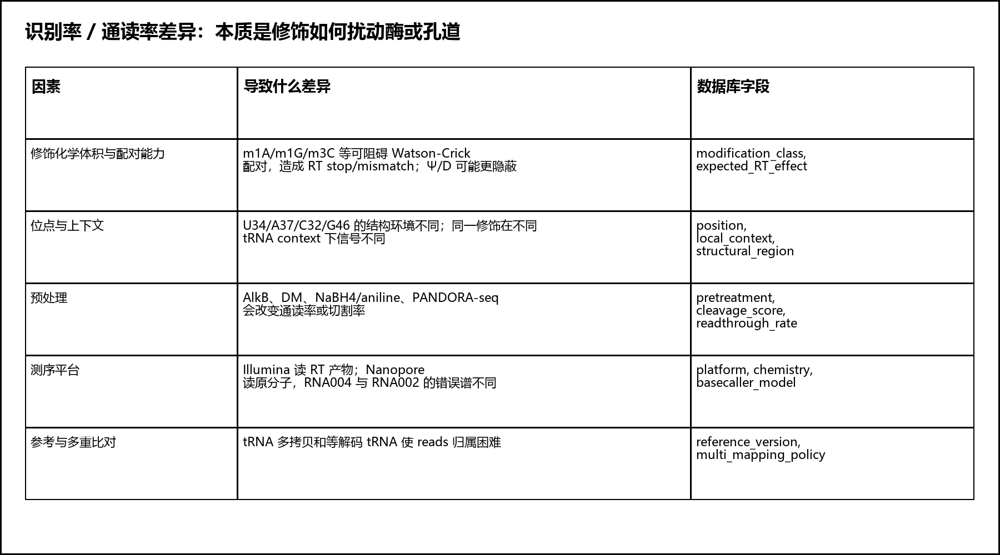 识别率 / 通读率差异：本质是修饰如何扰动酶或孔道
因素
导致什么差异
数据库字段
修饰化学体积与配对能力
m1A/m1G/m3C 等可阻碍 Watson-Crick
配对，造成 RT stop/mismatch；Ψ/D 可能更隐蔽
modification_class,
expected_RT_effect
位点与上下文
U34/A37/C32/G46 的结构环境不同；同一修饰在不同
tRNA context 下信号不同
position,
local_context,
structural_region
预处理
AlkB、DM、NaBH4/aniline、PANDORA-seq
会改变通读率或切割率
pretreatment,
cleavage_score,
readthrough_rate
测序平台
Illumina 读 RT 产物；Nanopore
读原分子，RNA004 与 RNA002 的错误谱不同
platform, chemistry,
basecaller_model
参考与多重比对
tRNA 多拷贝和等解码 tRNA 使 reads 归属困难
reference_version,
multi_mapping_policy